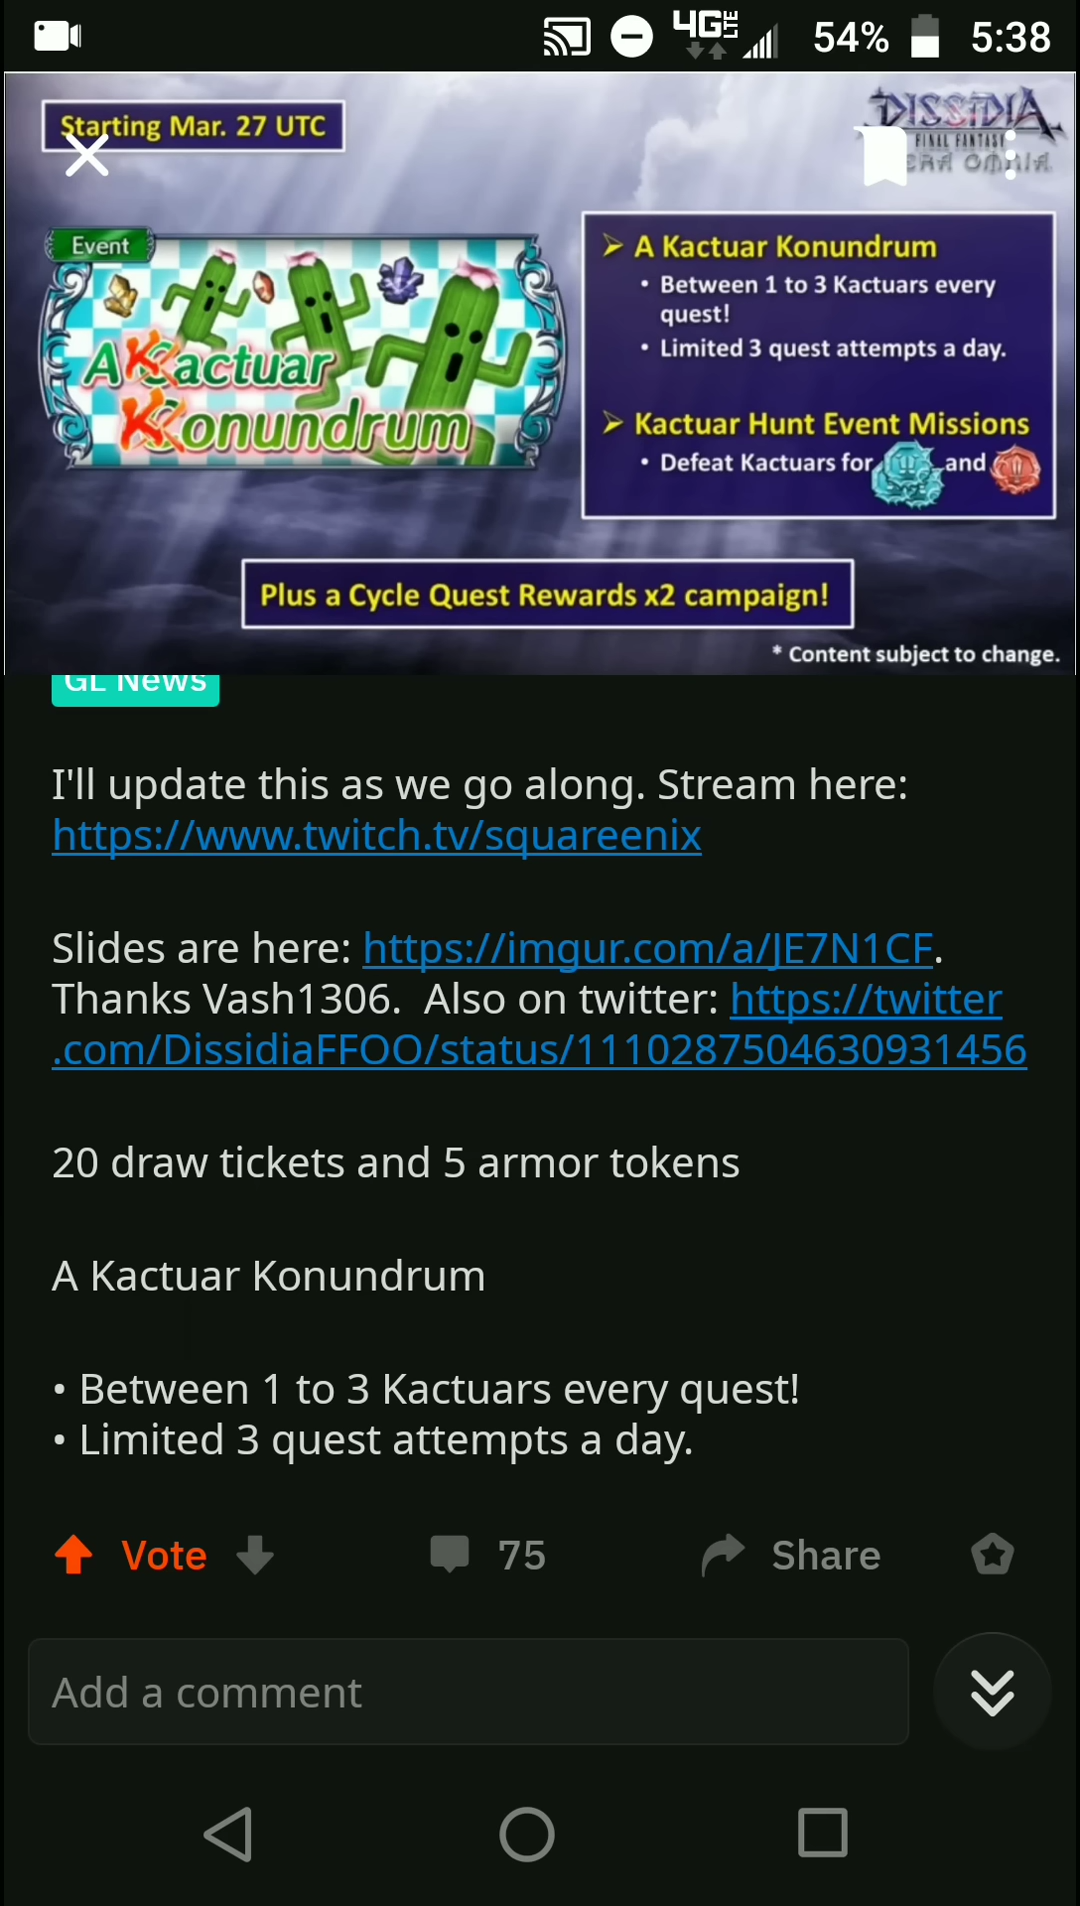 4G LTE 54% 5:38
Starting Mar. 27 UTC
DISSIDIA
FINAL FANTASY
OPERA OMNIA
Event
A Kactuar
Konundrum
➢ A Kactuar Konundrum
• Between 1 to 3 Kactuars every
quest!
• Limited 3 quest attempts a day.
➢ Kactuar Hunt Event Missions
• Defeat Kactuars for and
Plus a Cycle Quest Rewards x2 campaign!
* Content subject to change.
GL News
I'll update this as we go along. Stream here:
https://www.twitch.tv/squareenix
Slides are here: https://imgur.com/a/JE7N1CF.
Thanks Vash1306. Also on twitter: https://twitter
.com/DissidiaFFOO/status/1110287504630931456
20 draw tickets and 5 armor tokens
A Kactuar Konundrum
• Between 1 to 3 Kactuars every quest!
• Limited 3 quest attempts a day.
Vote 75 Share
Add a comment